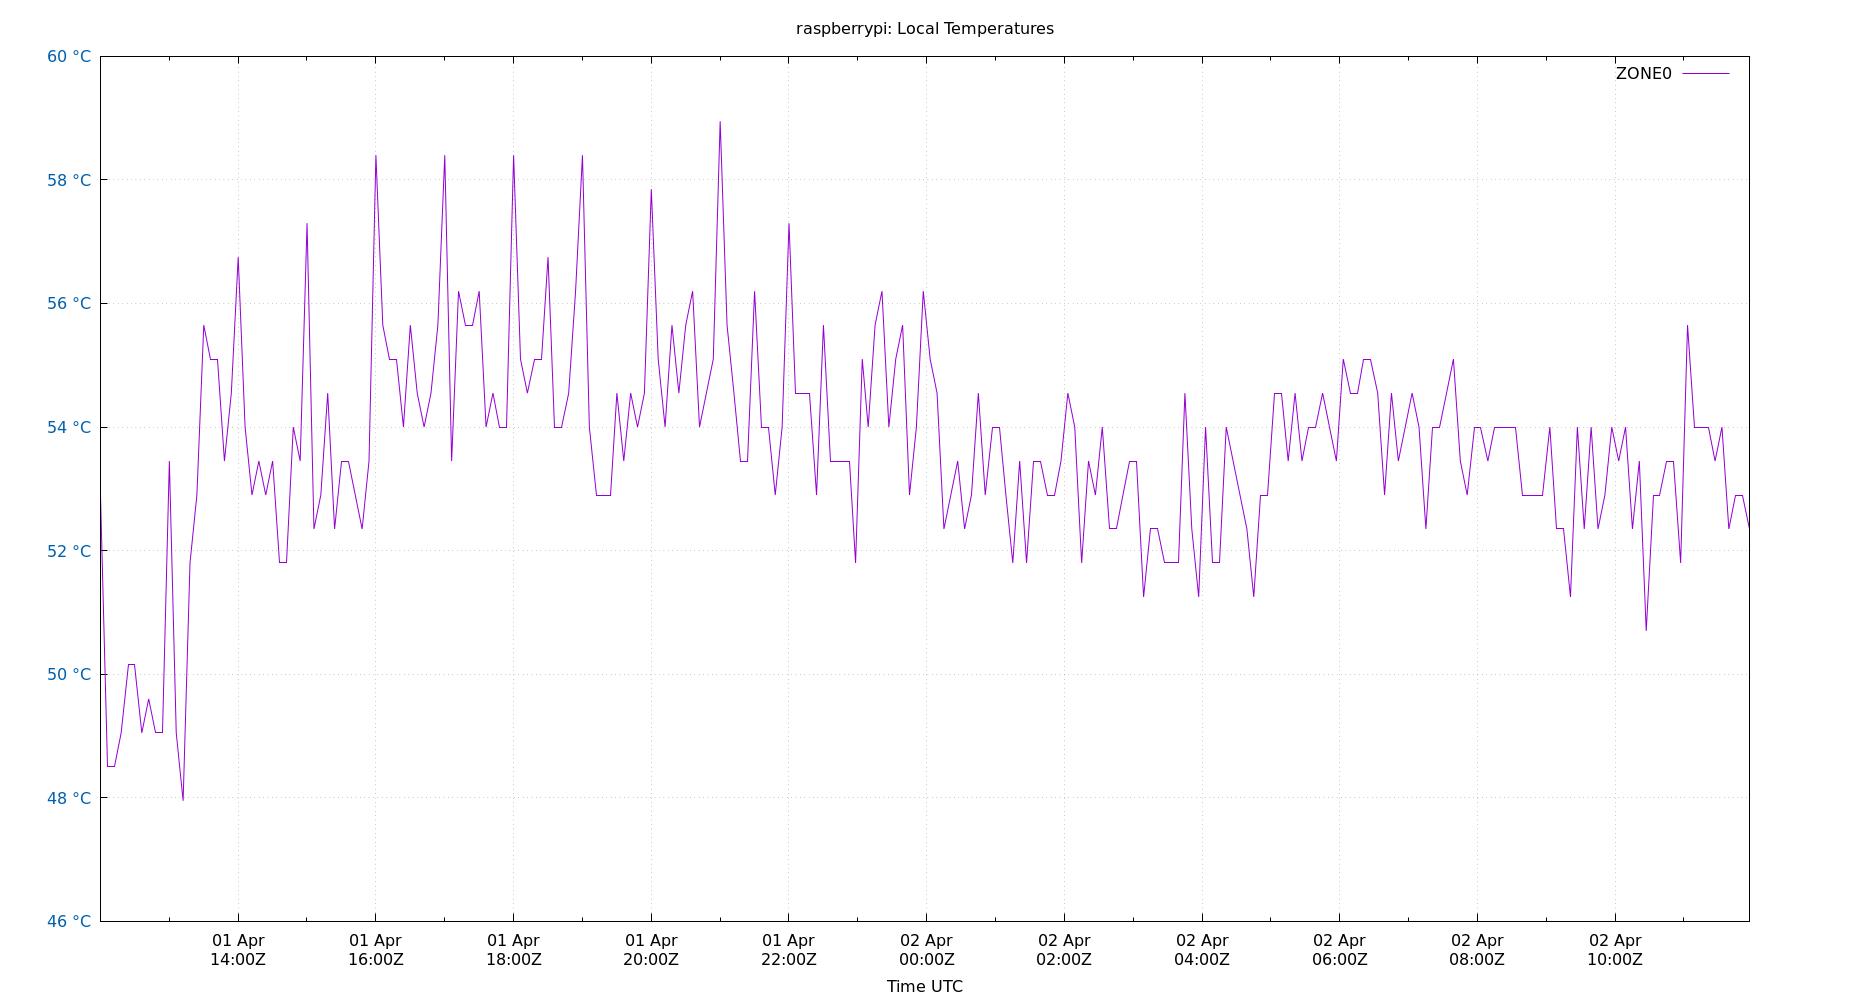 raspberrypi: Local Temperatures
60 °C
ZONE0
58 °C
56 °C
54 °C
52 °C
50 °C
48 °C
46 °C
01 Apr 01 Apr 01 Apr 01 Apr 01 Apr 02 Apr 02 Apr 02 Apr 02 Apr 02 Apr 02 Apr
14:00Z 16:00Z 18:00Z 20:00Z 22:00Z 00:00Z 02:00Z 04:00Z 06:00Z 08:00Z 10:00Z
Time UTC